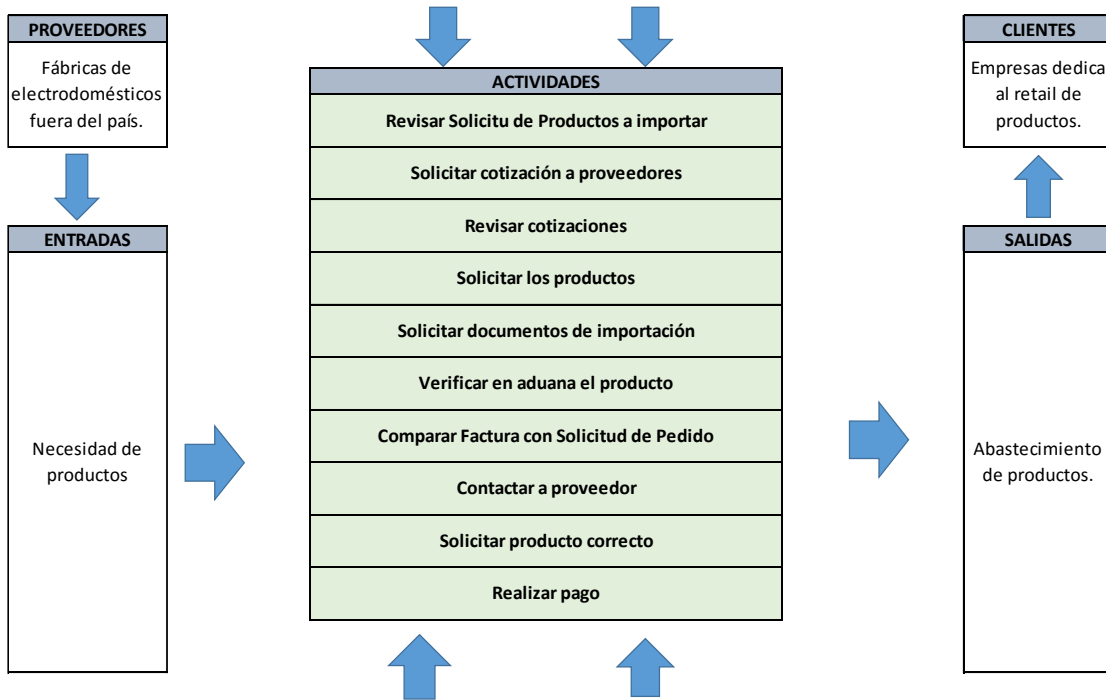 PROVEEDORES
Fábricas de
electrodomésticos
fuera del país.
ENTRADAS
Necesidad de
productos
ACTIVIDADES
Revisar Solicitu de Productos a importar
Solicitar cotización a proveedores
Revisar cotizaciones
Solicitar los productos
Solicitar documentos de importación
Verificar en aduana el producto
Comparar Factura con Solicitud de Pedido
Contactar a proveedor
Solicitar producto correcto
Realizar pago
CLIENTES
Empresas dedica
al retail de
productos.
SALIDAS
Abastecimiento
de productos.